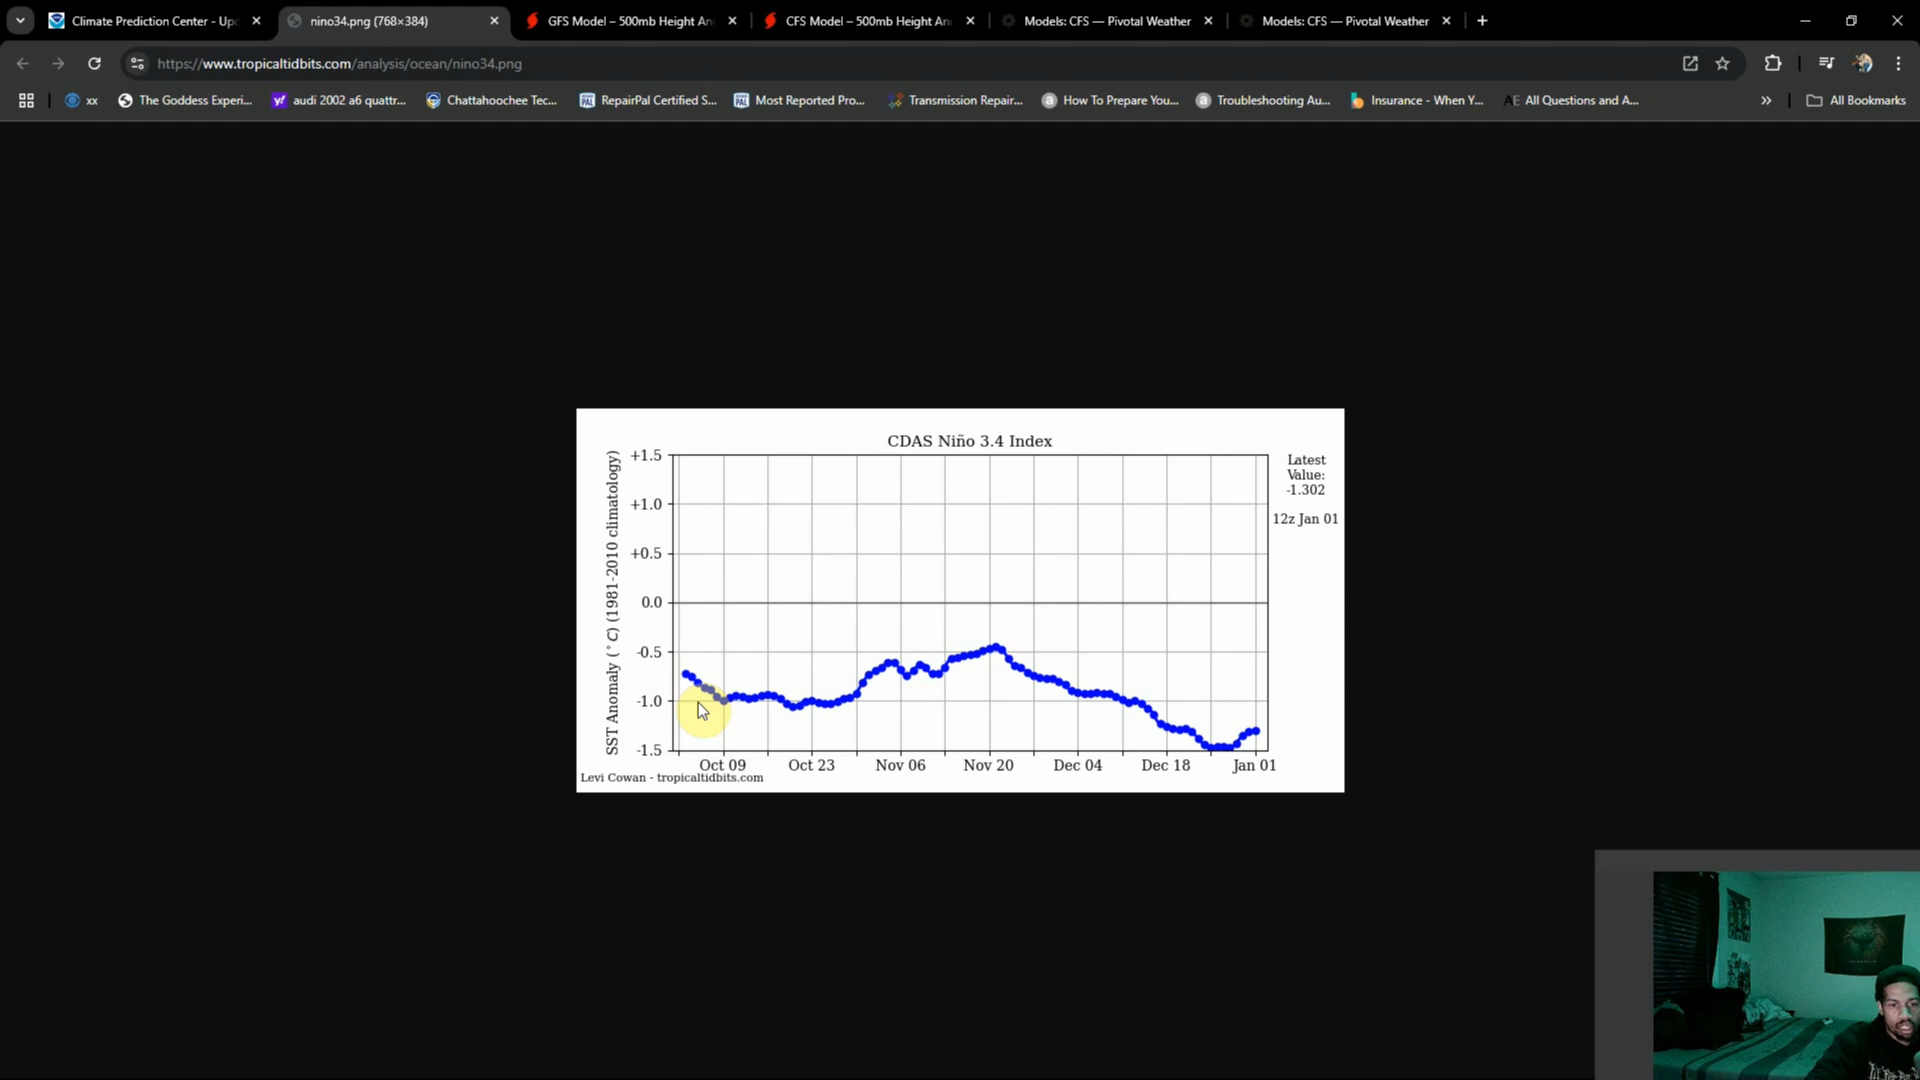 Climate Prediction Center - Upd
nino34.png (768×384)
GFS Model – 500mb Height An
CFS Model – 500mb Height An
Models: CFS — Pivotal Weather
Models: CFS — Pivotal Weather
https://www.tropicaltidbits.com/analysis/ocean/nino34.png
xx
The Goddess Experi...
audi 2002 a6 quattr...
Chattahoochee Tec...
RepairPal Certified S...
Most Reported Pro...
Transmission Repair...
How To Prepare You...
Troubleshooting Au...
Insurance - When Y...
AE All Questions and A...
All Bookmarks
CDAS Niño 3.4 Index
SST Anomaly (°C) (1981-2010 climatology)
+1.5
+1.0
+0.5
0.0
-0.5
-1.0
-1.5
Latest
Value:
-1.302
12z Jan 01
Oct 09
Oct 23
Nov 06
Nov 20
Dec 04
Dec 18
Jan 01
Levi Cowan - tropicaltidbits.com